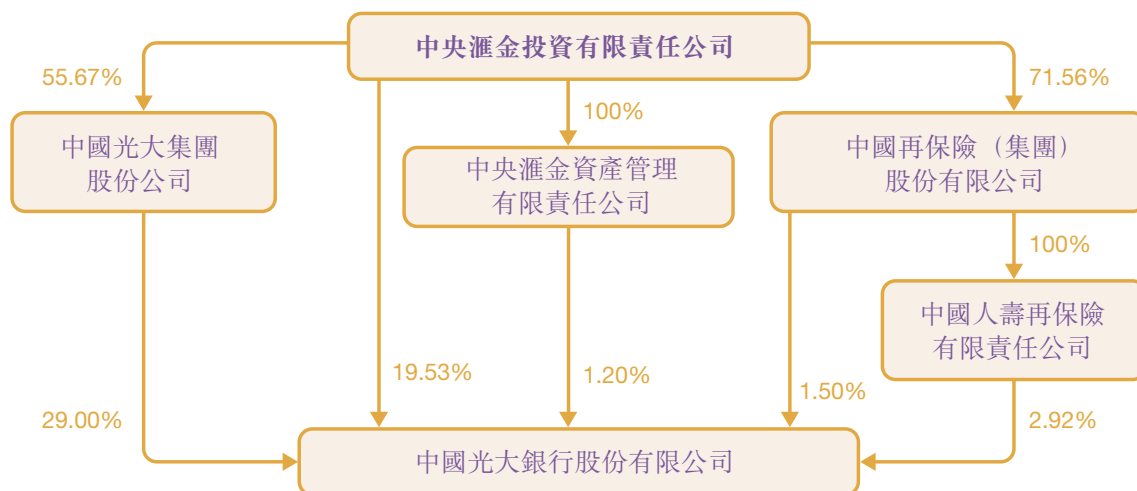 中央滙金投資有限責任公司
55.67%
71.56%
100%
中國光大集團
股份公司
中央滙金資產管理
有限責任公司
中國再保險（集團）
股份有限公司
100%
中國人壽再保險
有限責任公司
19.53%
1.20%
1.50%
29.00%
2.92%
中國光大銀行股份有限公司